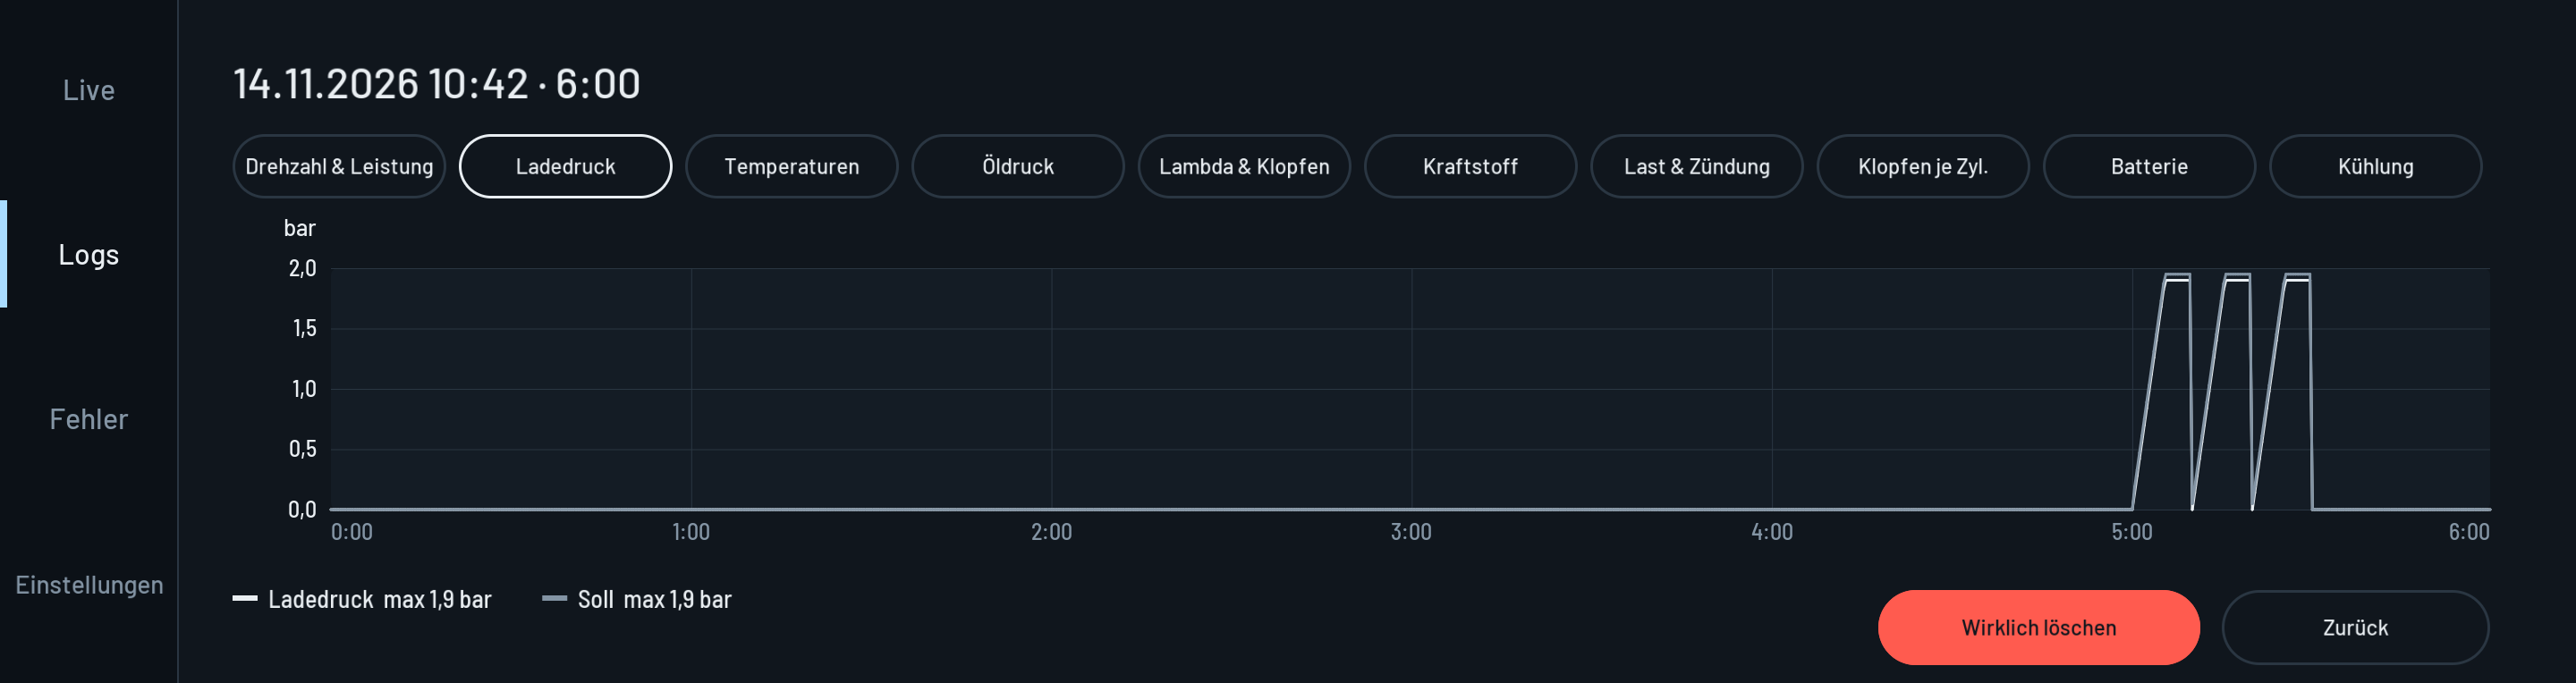 Live
Logs
Fehler
Einstellungen
14.11.2026 10:42 · 6:00
Drehzahl & Leistung
Ladedruck
Temperaturen
Öldruck
Lambda & Klopfen
Kraftstoff
Last & Zündung
Klopfen je Zyl.
Batterie
Kühlung
bar
2,0
1,5
1,0
0,5
0,0
0:00 1:00 2:00 3:00 4:00 5:00 6:00
Ladedruck max 1,9 bar
Soll max 1,9 bar
Wirklich löschen
Zurück